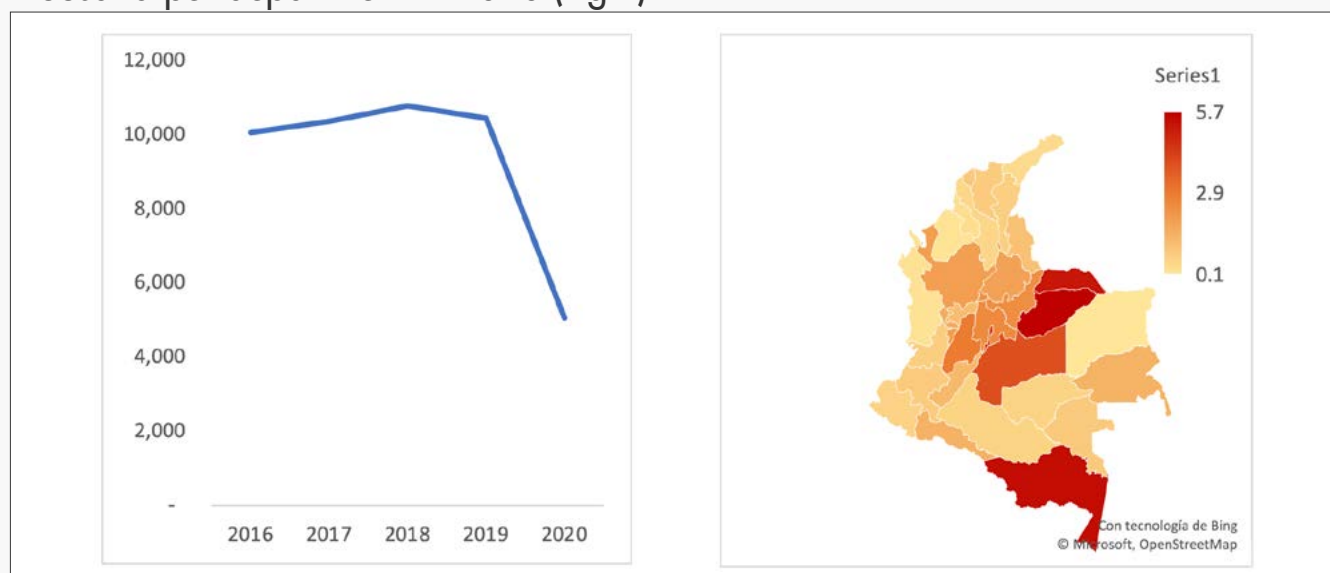 12,000
10,000
8,000
6,000
4,000
2,000
-
2016 2017 2018 2019 2020
Series1
5.7
2.9
0.1
Con tecnología de Bing
© Microsoft, OpenStreetMap